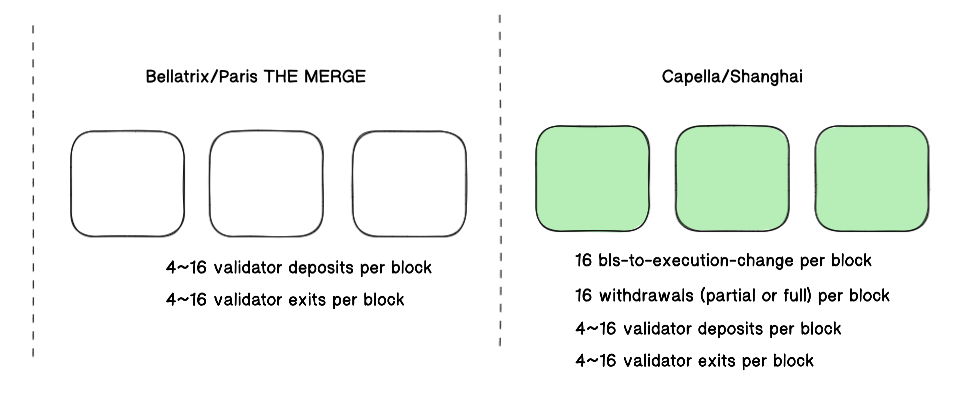 Bellatrix/Paris THE MERGE
4~16 validator deposits per block
4~16 validator exits per block
Capella/Shanghai
16 bls-to-execution-change per block
16 withdrawals (partial or full) per block
4~16 validator deposits per block
4~16 validator exits per block